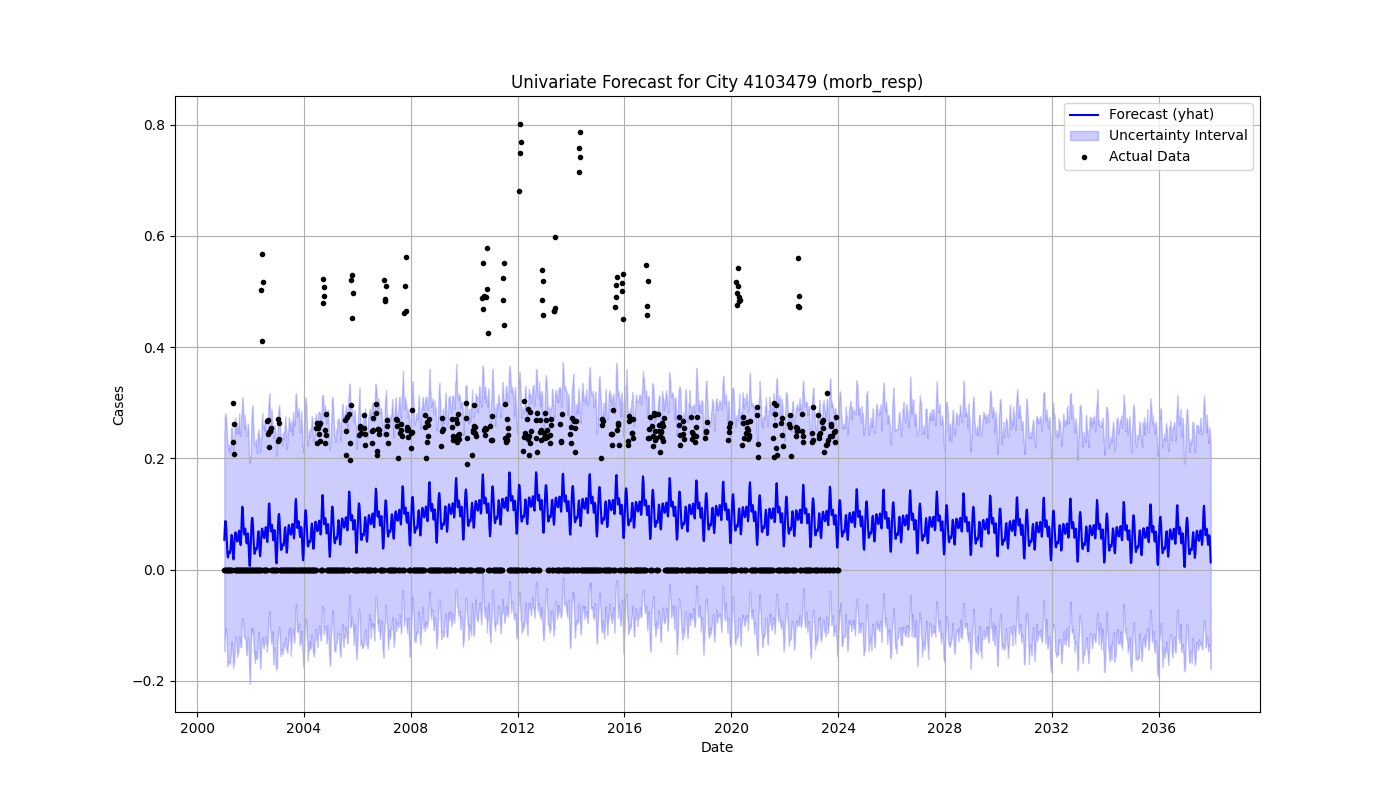 Univariate Forecast for City 4103479 (morb_resp)
Forecast (yhat)
Uncertainty Interval
Actual Data
Cases
0.8
0.6
0.4
0.2
0.0
−0.2
2000 2004 2008 2012 2016 2020 2024 2028 2032 2036
Date